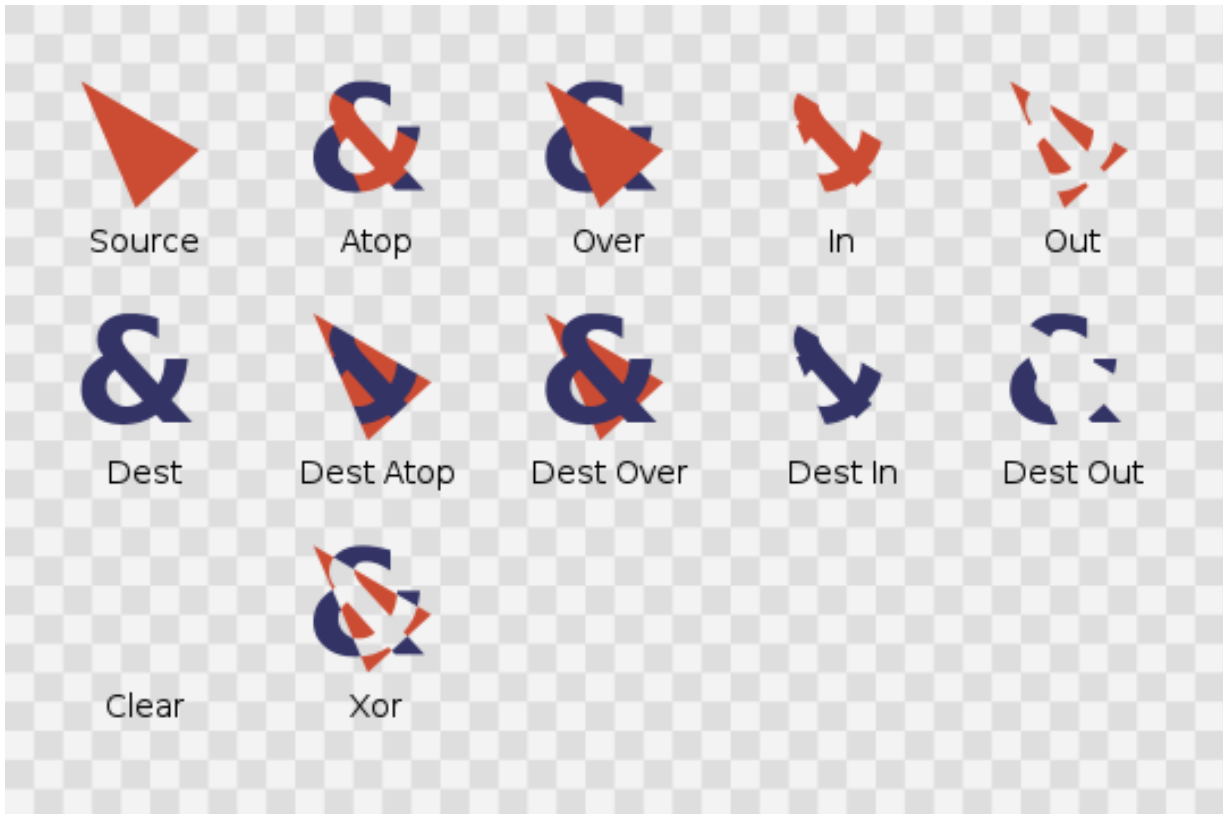 Source
Atop
Over
In
Out
Dest
Dest Atop
Dest Over
Dest In
Dest Out
Clear
Xor